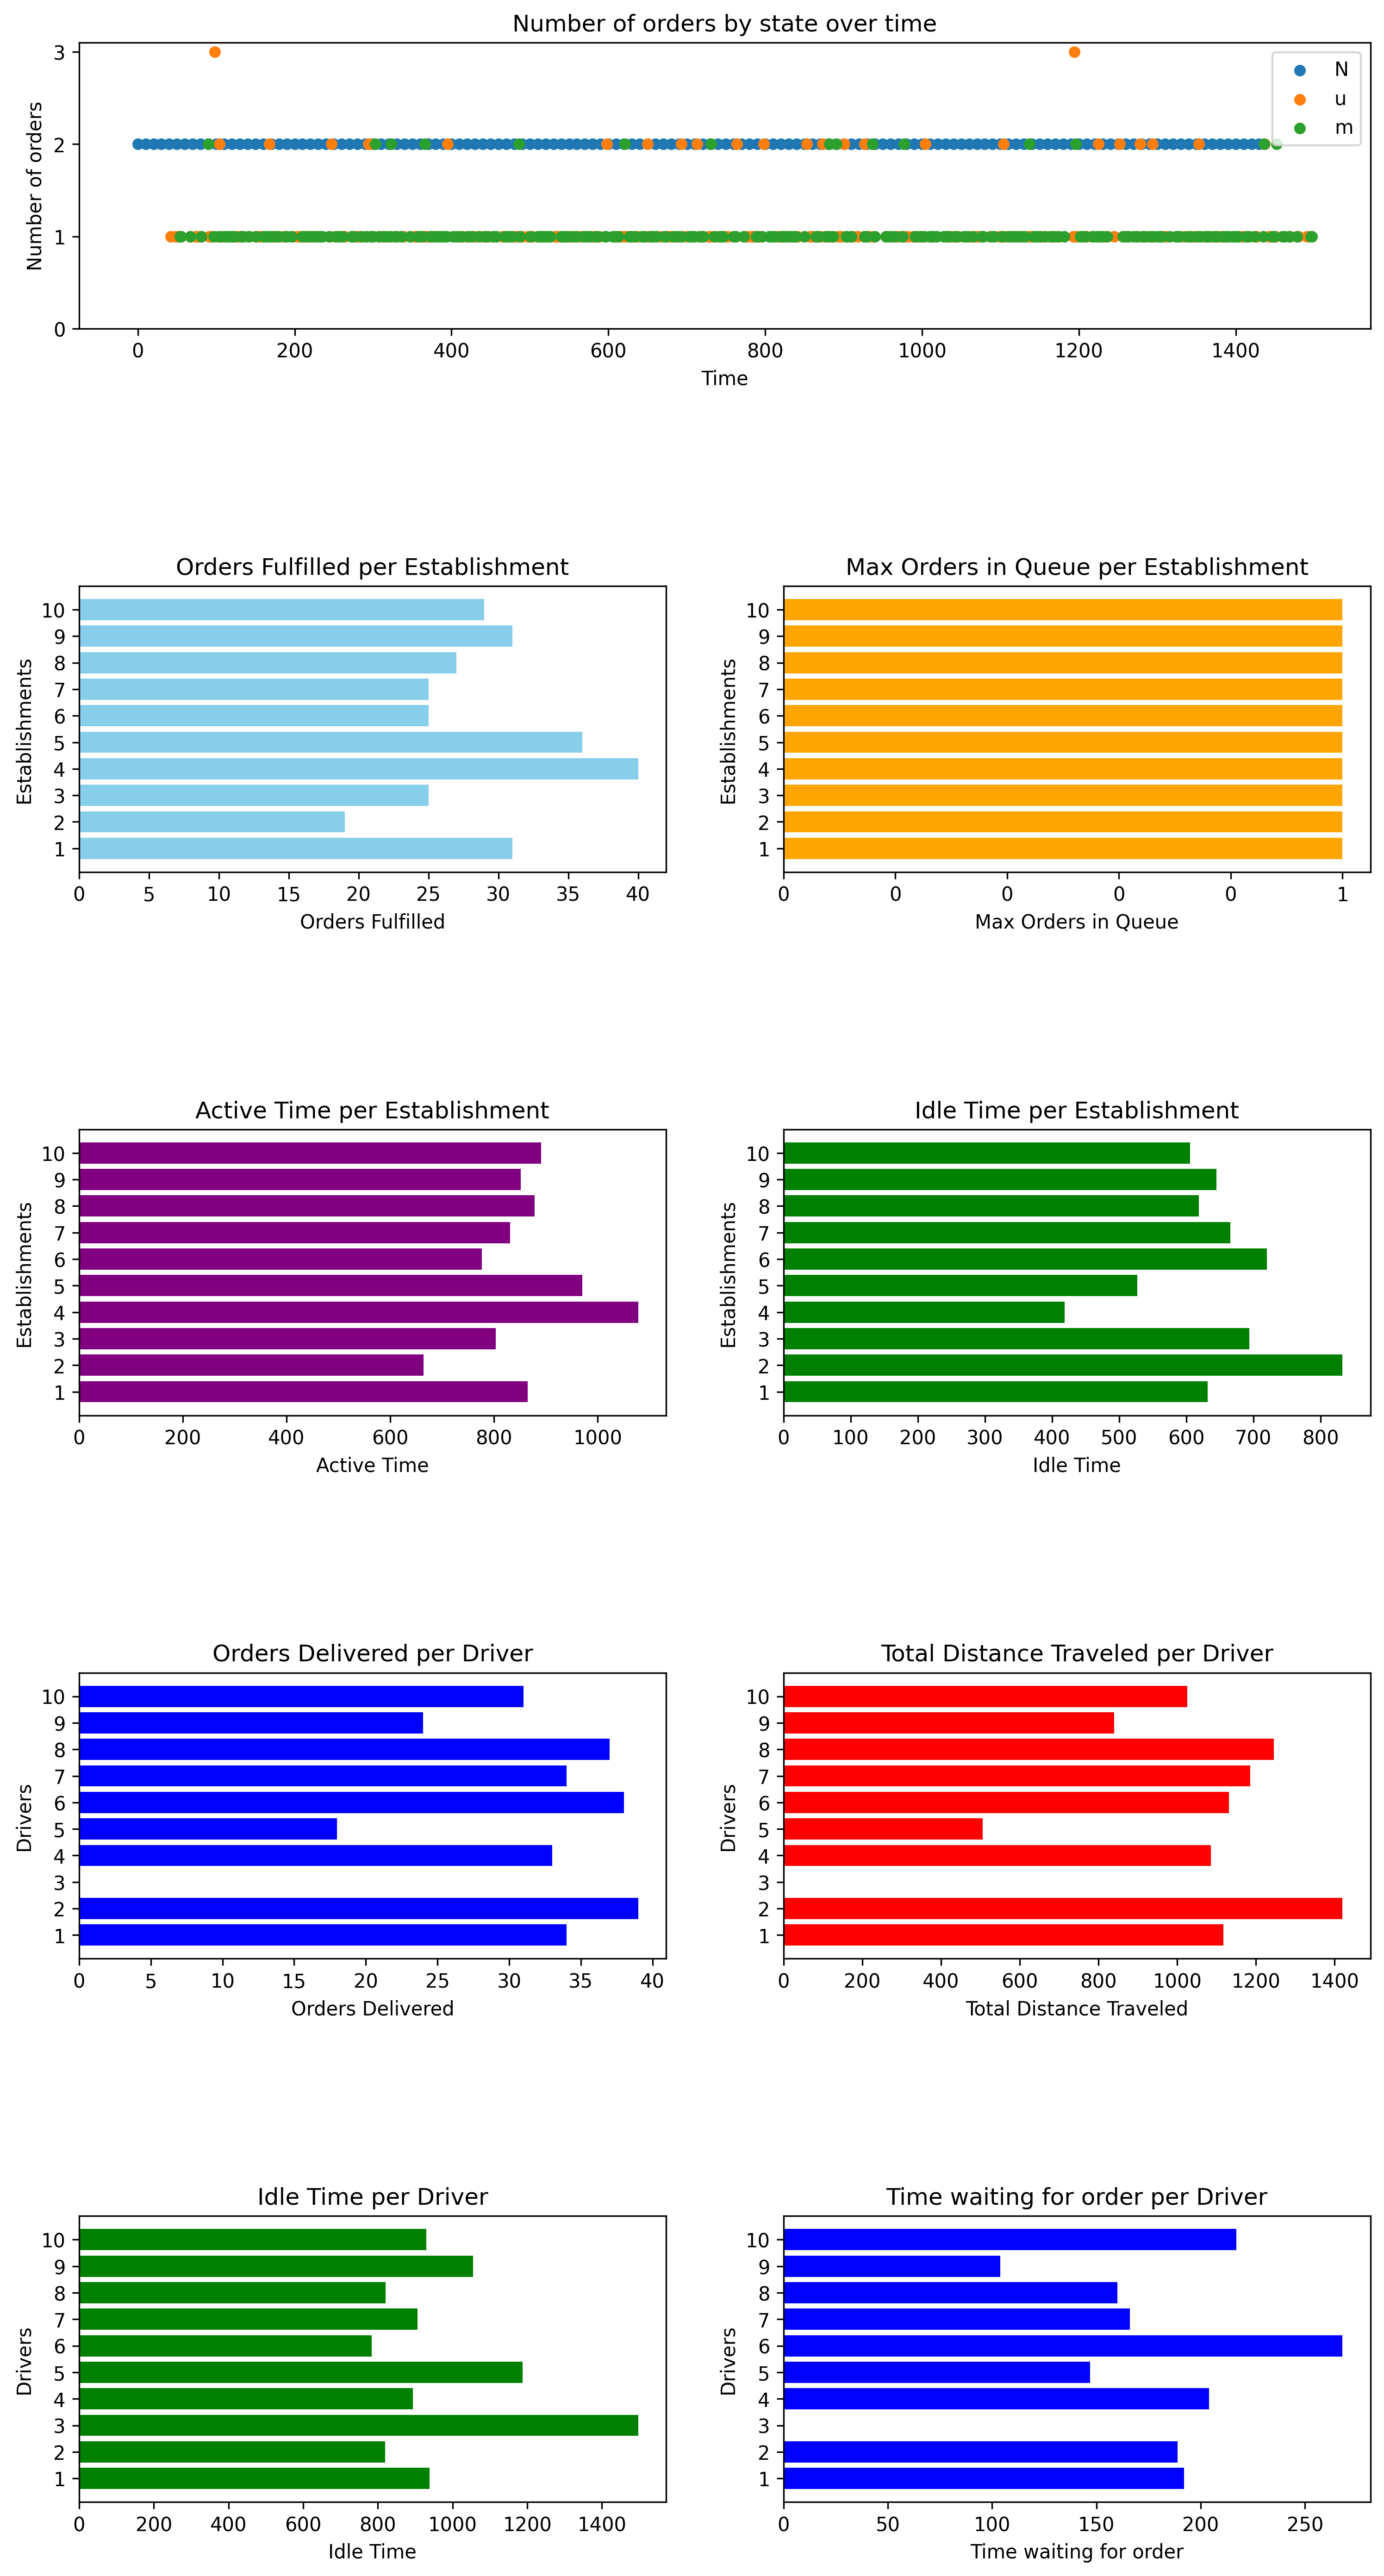 Number of orders by state over time
Number of orders
3
2
1
0
N
u
m
0 200 400 600 800 1000 1200 1400
Time
Orders Fulfilled per Establishment
Establishments
10
9
8
7
6
5
4
3
2
1
0 5 10 15 20 25 30 35 40
Orders Fulfilled
Max Orders in Queue per Establishment
Establishments
10
9
8
7
6
5
4
3
2
1
0 0 0 0 0 1
Max Orders in Queue
Active Time per Establishment
Establishments
10
9
8
7
6
5
4
3
2
1
0 200 400 600 800 1000
Active Time
Idle Time per Establishment
Establishments
10
9
8
7
6
5
4
3
2
1
0 100 200 300 400 500 600 700 800
Idle Time
Orders Delivered per Driver
Drivers
10
9
8
7
6
5
4
3
2
1
0 5 10 15 20 25 30 35 40
Orders Delivered
Total Distance Traveled per Driver
Drivers
10
9
8
7
6
5
4
3
2
1
0 200 400 600 800 1000 1200 1400
Total Distance Traveled
Idle Time per Driver
Drivers
10
9
8
7
6
5
4
3
2
1
0 200 400 600 800 1000 1200 1400
Idle Time
Time waiting for order per Driver
Drivers
10
9
8
7
6
5
4
3
2
1
0 50 100 150 200 250
Time waiting for order